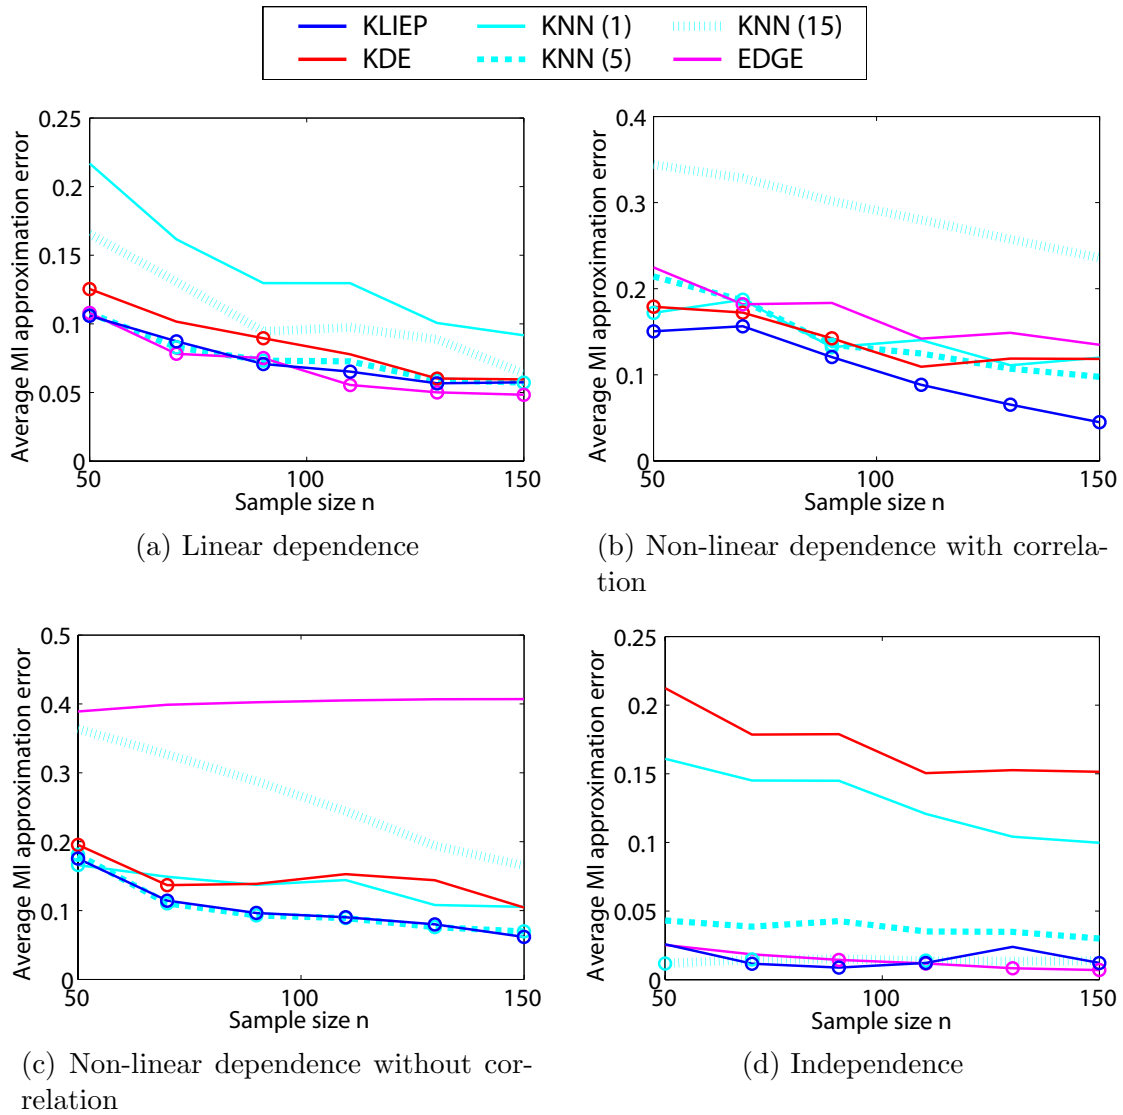 KLIEP KNN (1) KNN (15)
KDE KNN (5) EDGE
Average MI approximation error
0.25
0.2
0.15
0.1
0.05
0
50 100 150
Sample size n
(a) Linear dependence
Average MI approximation error
0.4
0.3
0.2
0.1
0
50 100 150
Sample size n
(b) Non-linear dependence with correla-
tion
Average MI approximation error
0.5
0.4
0.3
0.2
0.1
0
50 100 150
Sample size n
(c) Non-linear dependence without cor-
relation
Average MI approximation error
0.25
0.2
0.15
0.1
0.05
0
50 100 150
Sample size n
(d) Independence